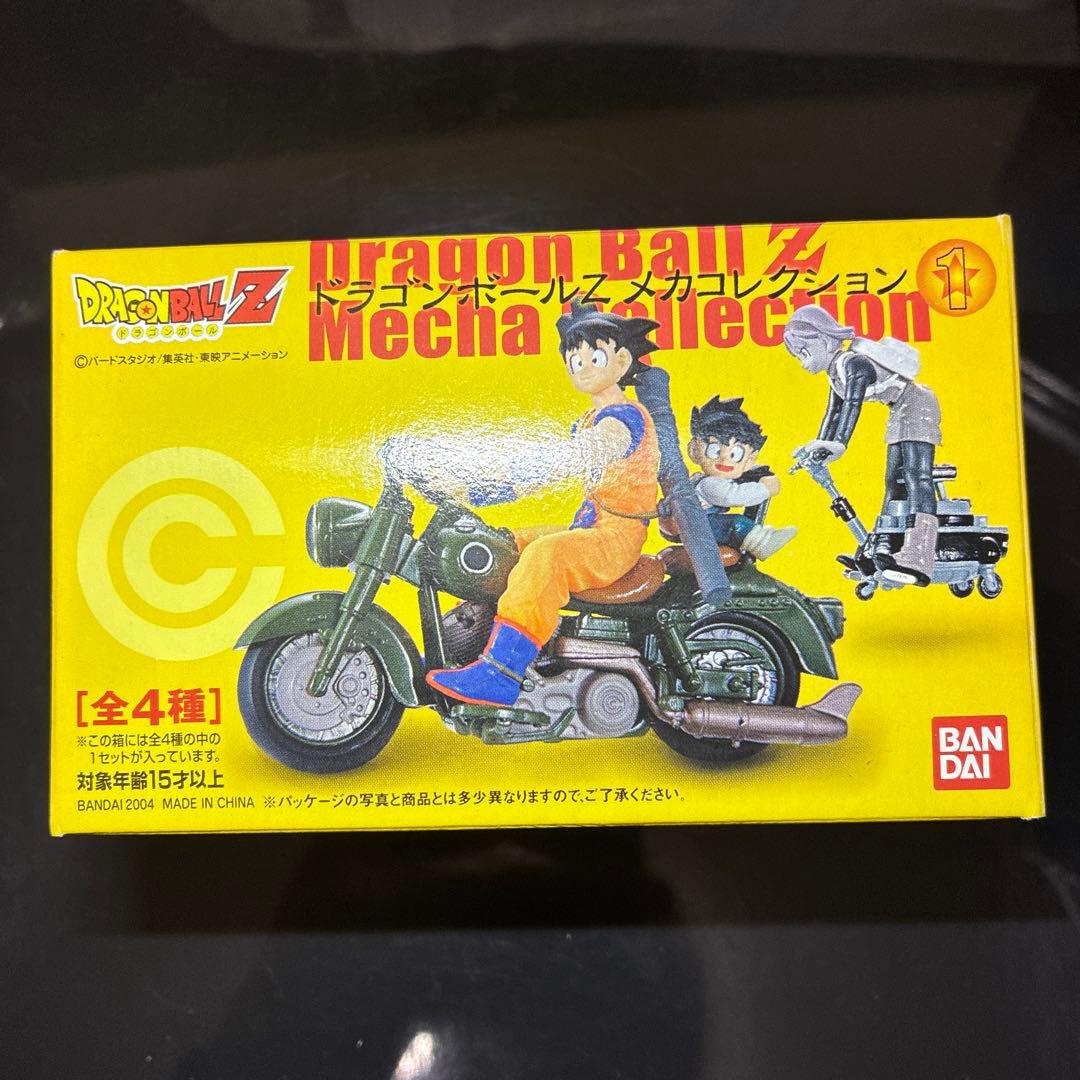 Dragon Ball Z
ドラゴンボールZ メカコレクション
Mecha Collection
1
DRAGONBALL Z
ドラゴンボール
©バードスタジオ/集英社・東映アニメーション
[全4種]
※この箱には全4種の中の
1セットが入っています。
対象年齢15才以上
BANDAI 2004 MADE IN CHINA ※パッケージの写真と商品とは多少異なりますので、ご了承ください。
BAN
DAI